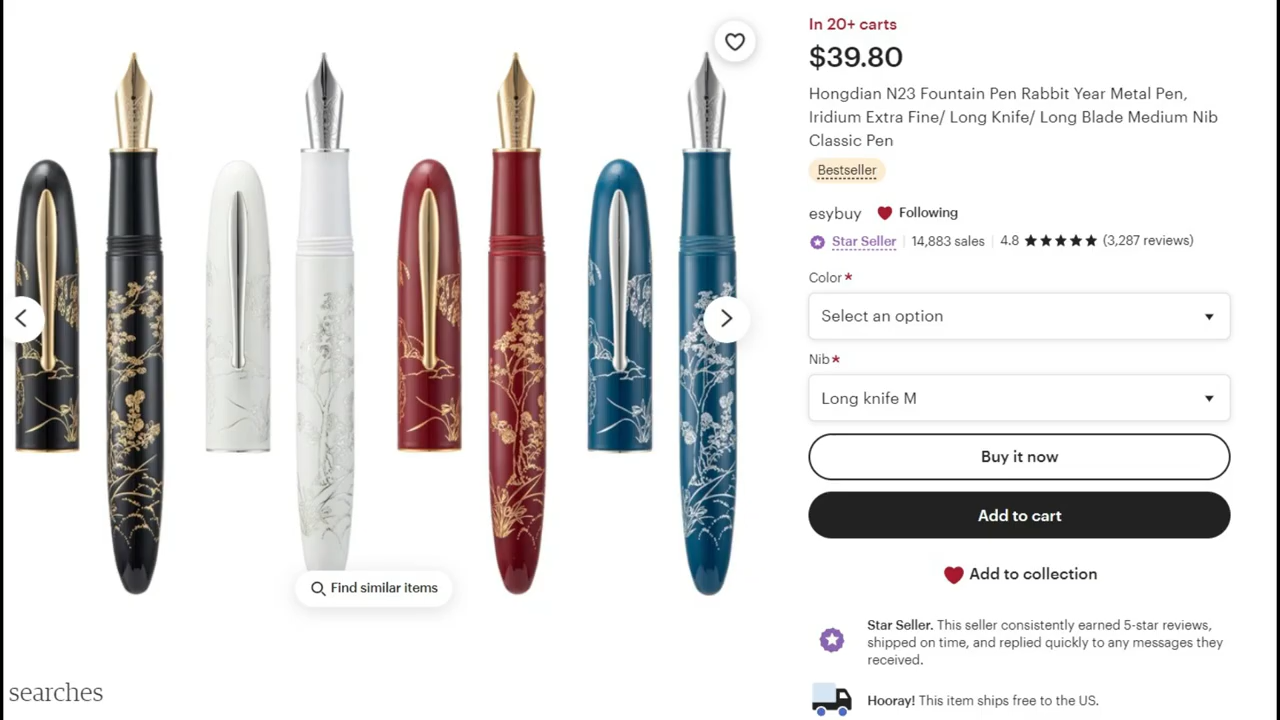 In 20+ carts
$39.80
Hongdian N23 Fountain Pen Rabbit Year Metal Pen,
Iridium Extra Fine/ Long Knife/ Long Blade Medium Nib
Classic Pen
Bestseller
esybuy Following
Star Seller 14,883 sales 4.8 (3,287 reviews)
Color*
Select an option
Nib*
Long knife M
Buy it now
Add to cart
Add to collection
Star Seller. This seller consistently earned 5-star reviews,
shipped on time, and replied quickly to any messages they
received.
Hooray! This item ships free to the US.
Find similar items
searches